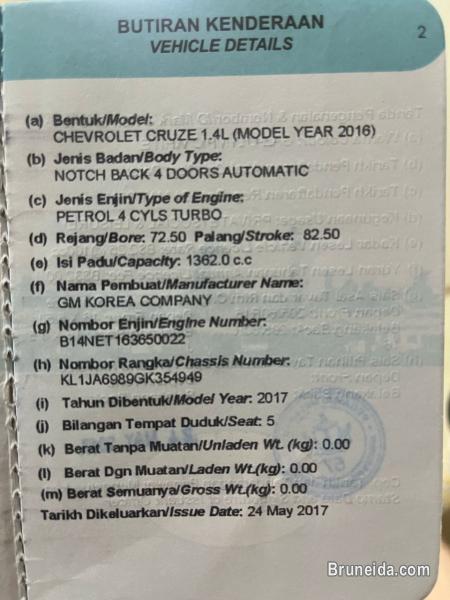 BUTIRAN KENDERAAN
VEHICLE DETAILS
2
(a) Bentuk/Model:
CHEVROLET CRUZE 1.4L (MODEL YEAR 2016)
(b) Jenis Badan/Body Type:
NOTCH BACK 4 DOORS AUTOMATIC
(c) Jenis Enjin/Type of Engine:
PETROL 4 CYLS TURBO
(d) Rejang/Bore: 72.50 Palang/Stroke: 82.50
(e) Isi Padu/Capacity: 1362.0 c.c
(f) Nama Pembuat/Manufacturer Name:
GM KOREA COMPANY
(g) Nombor Enjin/Engine Number:
B14NET163650022
(h) Nombor Rangka/Chassis Number:
KL1JA6989GK354949
(i) Tahun Dibentuk/Model Year: 2017
(j) Bilangan Tempat Duduk/Seat: 5
(k) Berat Tanpa Muatan/Unladen Wt. (kg): 0.00
(l) Berat Dgn Muatan/Laden Wt.(kg): 0.00
(m) Berat Semuanya/Gross Wt.(kg): 0.00
Tarikh Dikeluarkan/Issue Date: 24 May 2017
Bruneida.com